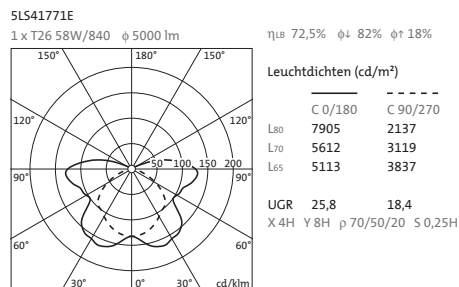 5LS41771E
1 x T26 58W/840 ϕ 5000 lm
150° 180° 150°
120° 120°
50 100 150 200
90° 90°
60° 60°
30° 0° 30° cd/klm
ηLB 72,5% ϕ↓ 82% ϕ↑ 18%
Leuchtdichten (cd/m²)
C 0/180 C 90/270
L80 7905 2137
L70 5612 3119
L65 5113 3837
UGR 25,8 18,4
X 4H Y 8H ρ 70/50/20 S 0,25H